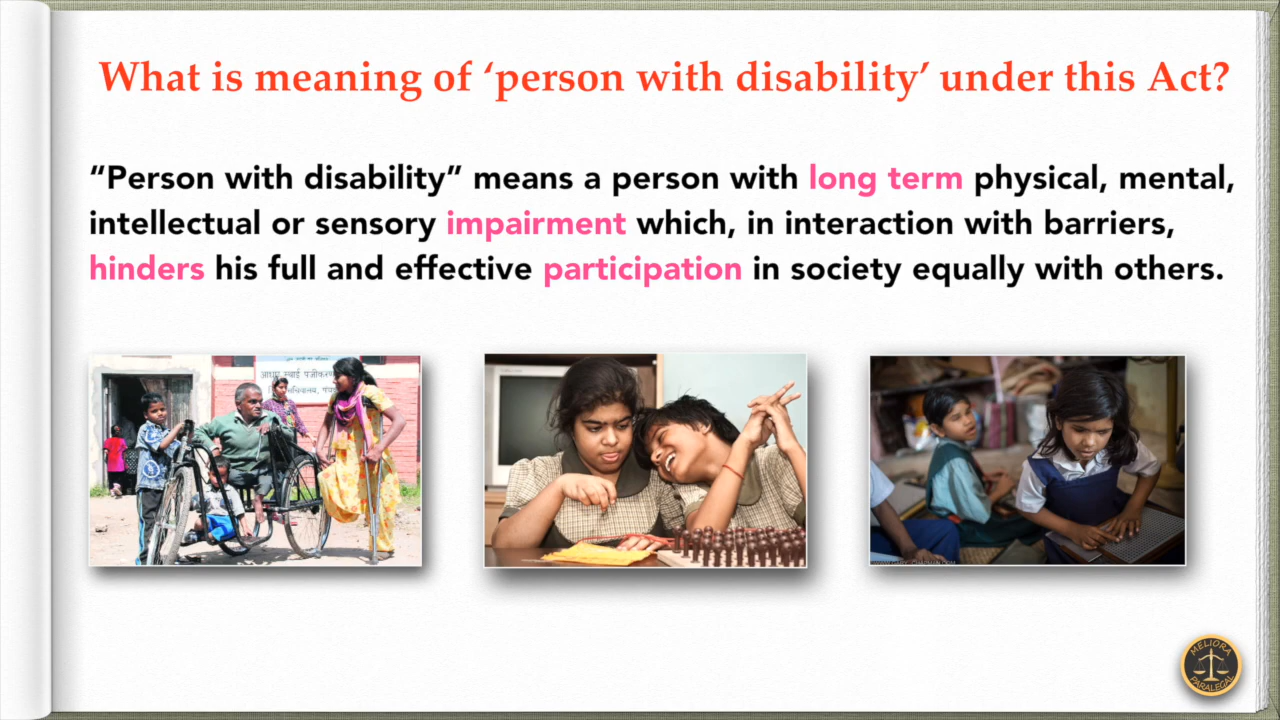 What is meaning of ‘person with disability’ under this Act?
“Person with disability” means a person with long term physical, mental,
intellectual or sensory impairment which, in interaction with barriers,
hinders his full and effective participation in society equally with others.
आधार स्थाई पंजीकरण
MELIORA
PARALEGAL